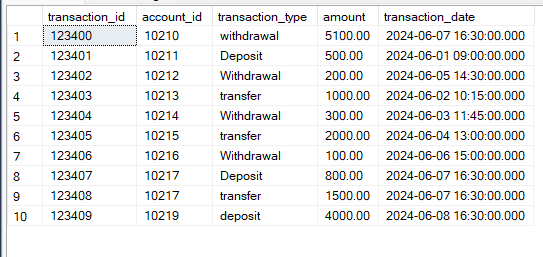 transaction_id account_id transaction_type amount transaction_date
1 123400 10210 withdrawal 5100.00 2024-06-07 16:30:00.000
2 123401 10211 Deposit 500.00 2024-06-01 09:00:00.000
3 123402 10212 Withdrawal 200.00 2024-06-05 14:30:00.000
4 123403 10213 transfer 1000.00 2024-06-02 10:15:00.000
5 123404 10214 Withdrawal 300.00 2024-06-03 11:45:00.000
6 123405 10215 transfer 2000.00 2024-06-04 13:00:00.000
7 123406 10216 Withdrawal 100.00 2024-06-06 15:00:00.000
8 123407 10217 Deposit 800.00 2024-06-07 16:30:00.000
9 123408 10217 transfer 1500.00 2024-06-07 16:30:00.000
10 123409 10219 deposit 4000.00 2024-06-08 16:30:00.000